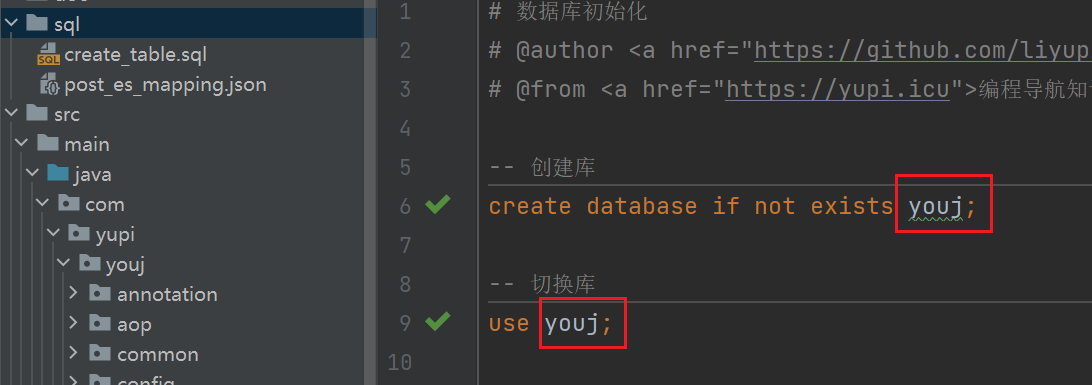 sql
create_table.sql
SQL
post_es_mapping.json
src
main
java
com
yupi
youj
annotation
aop
common
config
1 # 数据库初始化
2 # @author <a href="https://github.com/liyup
3 # @from <a href="https://yupi.icu">编程导航知
4
5 -- 创建库
6 create database if not exists youj;
7
8 -- 切换库
9 use youj;
10